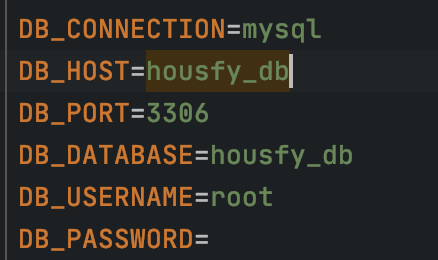 DB_CONNECTION=mysql
DB_HOST=housfy_db
DB_PORT=3306
DB_DATABASE=housfy_db
DB_USERNAME=root
DB_PASSWORD=